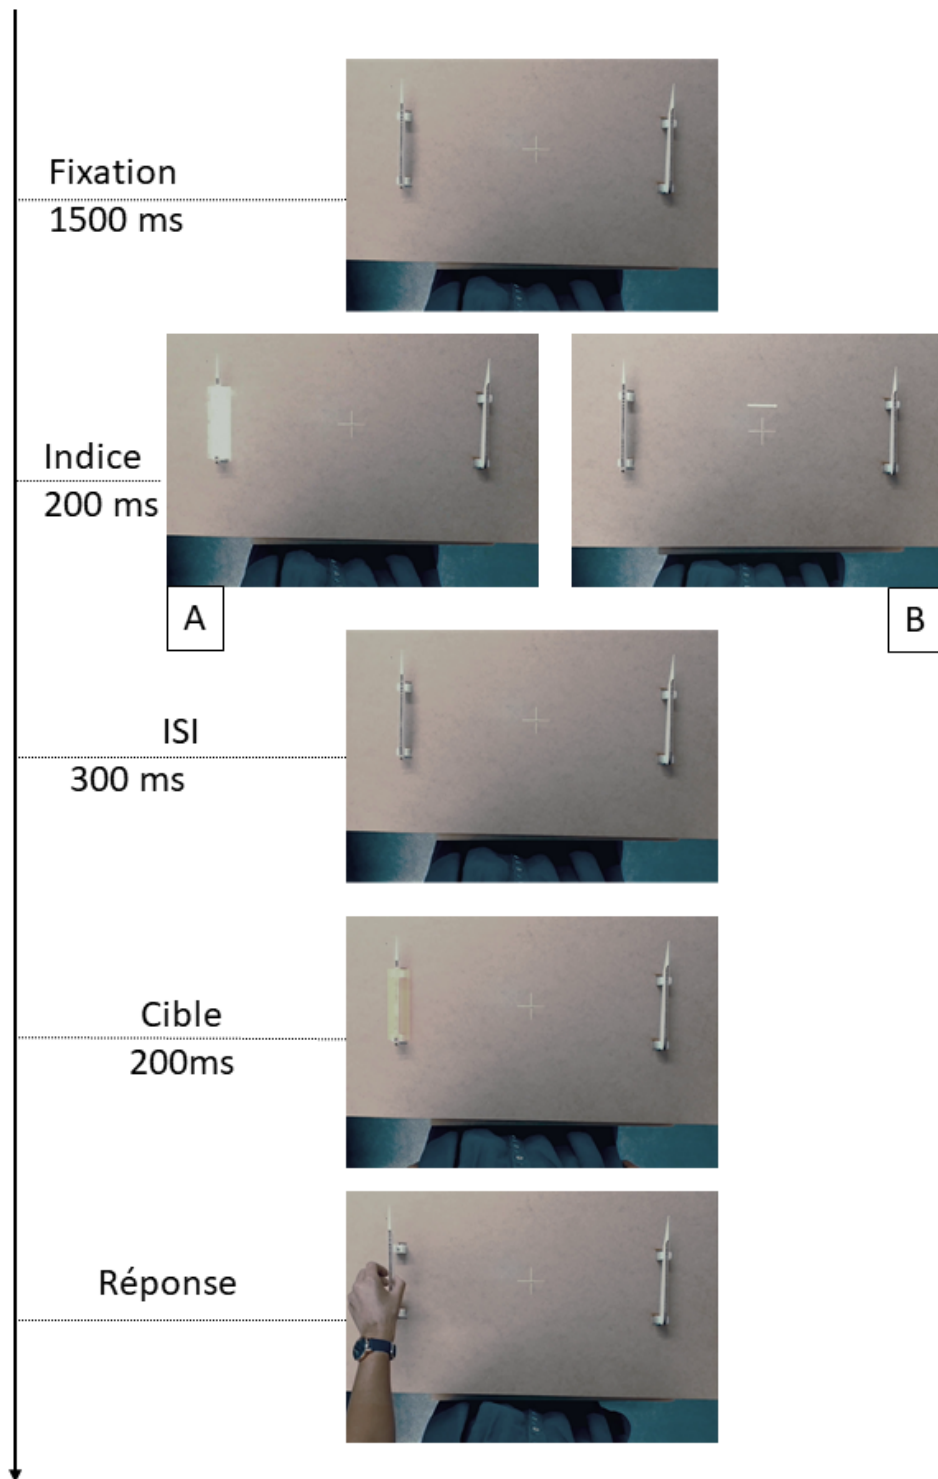 Fixation
1500 ms
Indice
200 ms
A
B
ISI
300 ms
Cible
200ms
Réponse